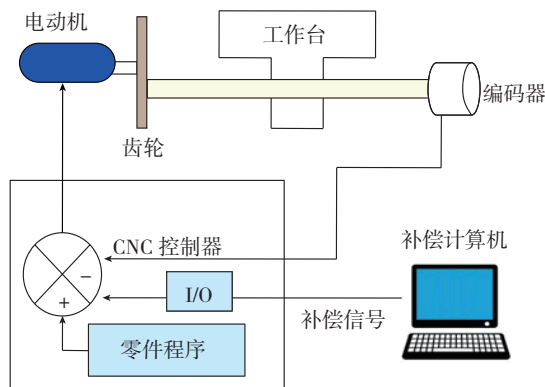 电动机
工作台
编码器
齿轮
CNC 控制器
补偿计算机
−
I/O
+
补偿信号
零件程序